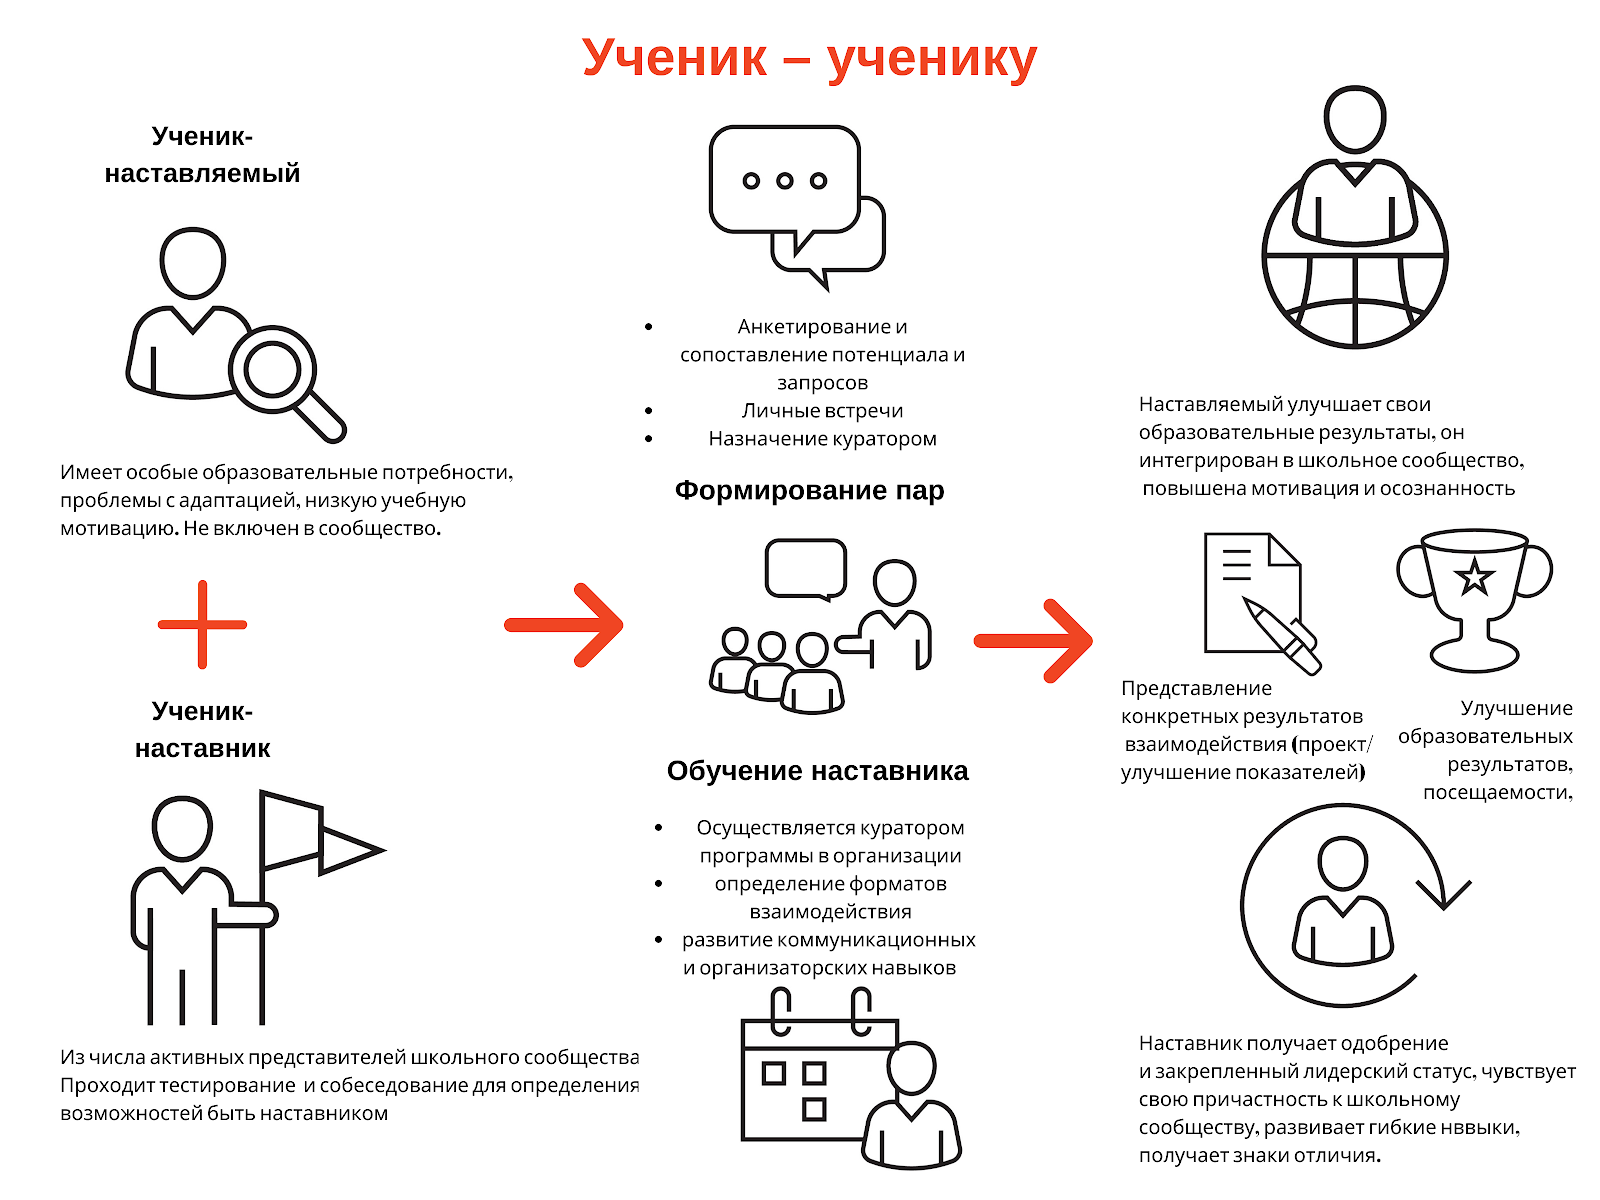 Ученик – ученику
Ученик-
наставляемый
Имеет особые образовательные потребности,
проблемы с адаптацией, низкую учебную
мотивацию. Не включен в сообщество.
Ученик-
наставник
Из числа активных представителей школьного сообщества
Проходит тестирование и собеседование для определения
возможностей быть наставником
• Анкетирование и
сопоставление потенциала и
запросов
• Личные встречи
• Назначение куратором
Формирование пар
Обучение наставника
• Осуществляется куратором
программы в организации
• определение форматов
взаимодействия
• развитие коммуникационных
и организаторских навыков
Наставляемый улучшает свои
образовательные результаты, он
интегрирован в школьное сообщество,
повышена мотивация и осознанность
Представление
конкретных результатов
взаимодействия (проект/
улучшение показателей)
Улучшение
образовательных
результатов,
посещаемости,
Наставник получает одобрение
и закрепленный лидерский статус, чувствует
свою причастность к школьному
сообществу, развивает гибкие нввыки,
получает знаки отличия.